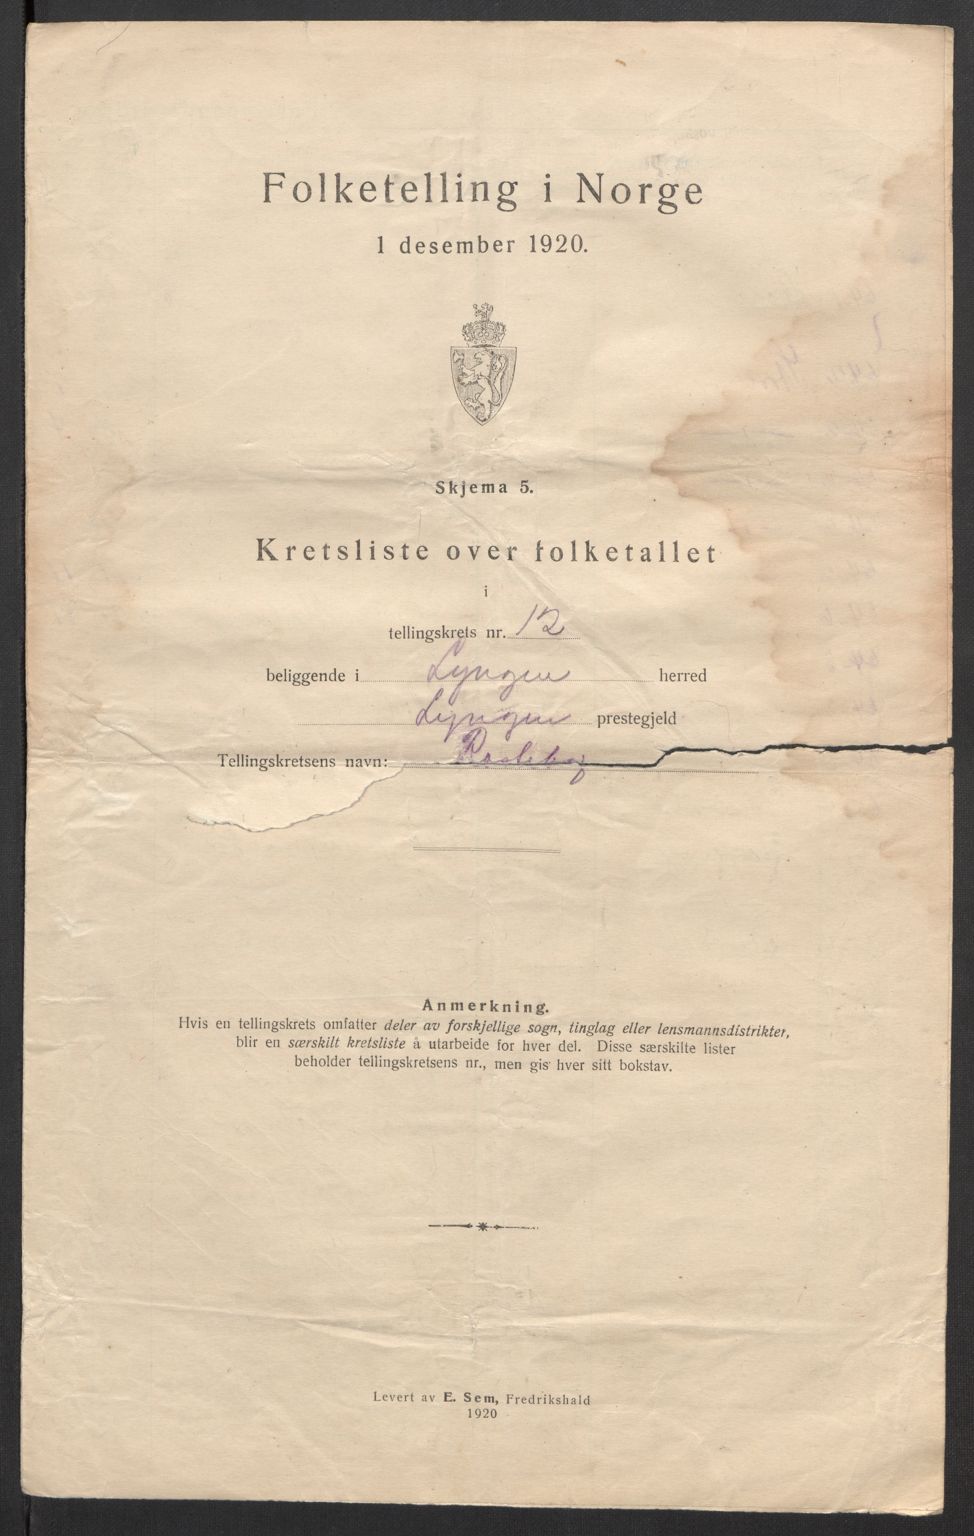 Folketelling i Norge
1 desember 1920.
Skjema 5.
Kretsliste over folketallet
i
tellingskrets nr. 12
beliggende i Lyngen herred
Lyngen prestegjeld
Tellingskretsens navn:
Anmerkning.
Hvis en tellingskrets omfatter deler av forskjellige sogn, tinglag eller lensmannsdistrikter,
blir en særskilt kretsliste å utarbeide for hver del. Disse særskilte lister
beholder tellingskretsens nr., men gis hver sitt bokstav.
Levert av E. Sem, Fredrikshald
1920